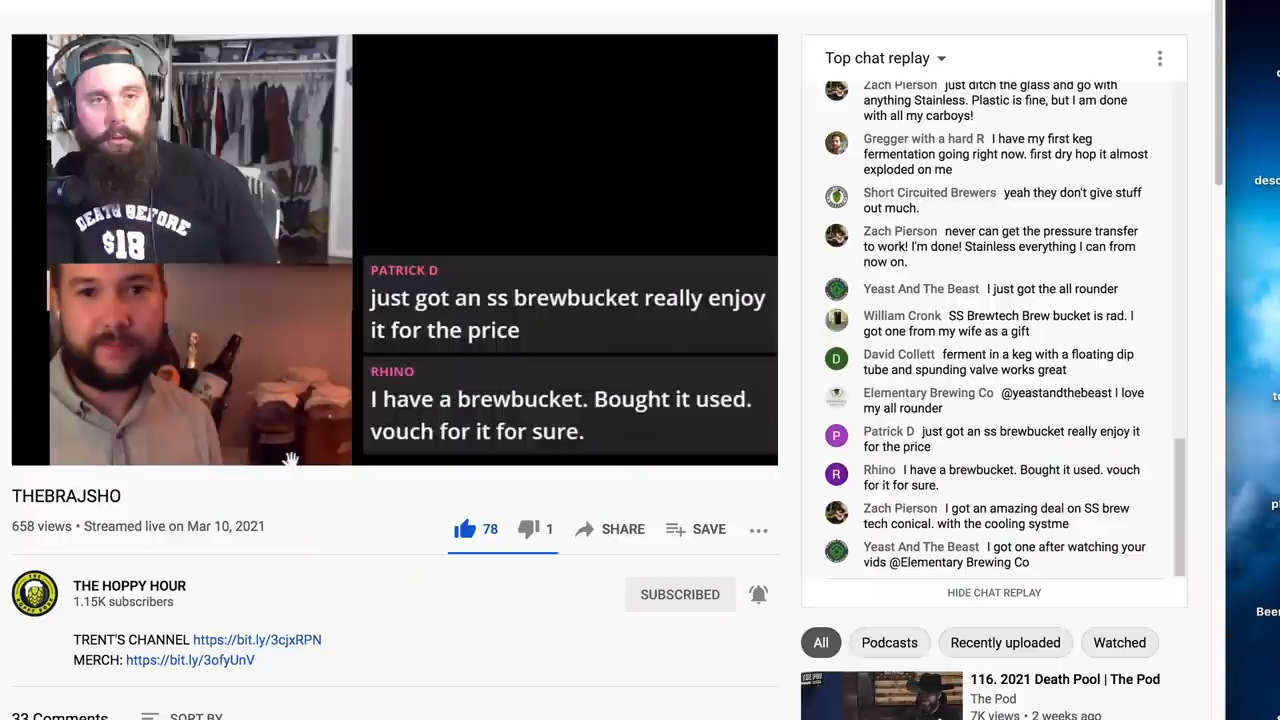 DEATH BEFORE
$18
PATRICK D
just got an ss brewbucket really enjoy
it for the price
RHINO
I have a brewbucket. Bought it used.
vouch for it for sure.
THEBRAJSHO
658 views • Streamed live on Mar 10, 2021
78
1
SHARE
SAVE
THE HOPPY HOUR
1.15K subscribers
SUBSCRIBED
TRENT'S CHANNEL https://bit.ly/3cjxRPN
MERCH: https://bit.ly/3ofyUnV
33 Comments
SORT BY
Top chat replay
Zach Pierson just ditch the glass and go with
anything Stainless. Plastic is fine, but I am done
with all my carboys!
Gregger with a hard R I have my first keg
fermentation going right now. first dry hop it almost
exploded on me
Short Circuited Brewers yeah they don't give stuff
out much.
Zach Pierson never can get the pressure transfer
to work! I'm done! Stainless everything I can from
now on.
Yeast And The Beast I just got the all rounder
William Cronk SS Brewtech Brew bucket is rad. I
got one from my wife as a gift
D
David Collett ferment in a keg with a floating dip
tube and spunding valve works great
Elementary Brewing Co @yeastandthebeast I love
my all rounder
P
Patrick D just got an ss brewbucket really enjoy it
for the price
R
Rhino I have a brewbucket. Bought it used. vouch
for it for sure.
Zach Pierson I got an amazing deal on SS brew
tech conical. with the cooling systme
Yeast And The Beast I got one after watching your
vids @Elementary Brewing Co
HIDE CHAT REPLAY
All
Podcasts
Recently uploaded
Watched
THE POD
116. 2021 Death Pool | The Pod
The Pod
7K views • 2 weeks ago
desc
Beer